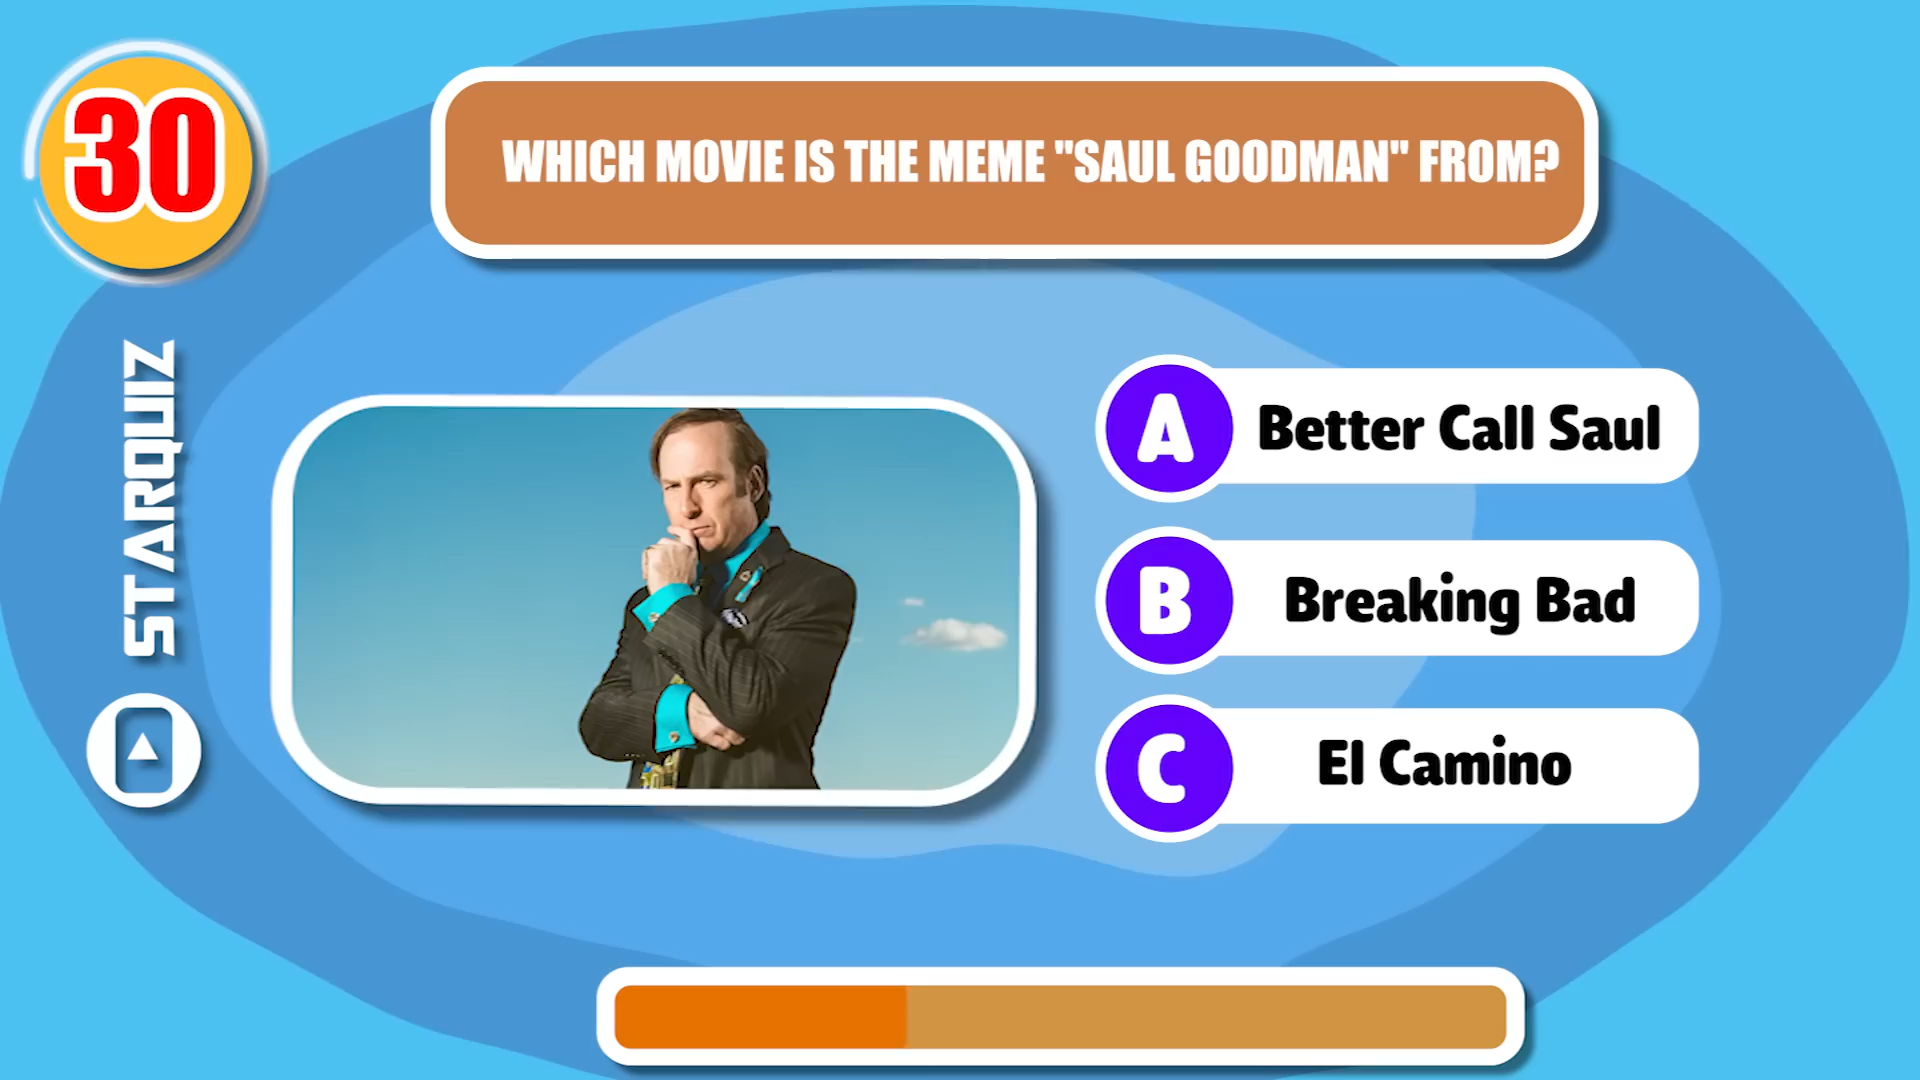 30
WHICH MOVIE IS THE MEME "SAUL GOODMAN" FROM?
STARQUIZ
A Better Call Saul
B Breaking Bad
C El Camino